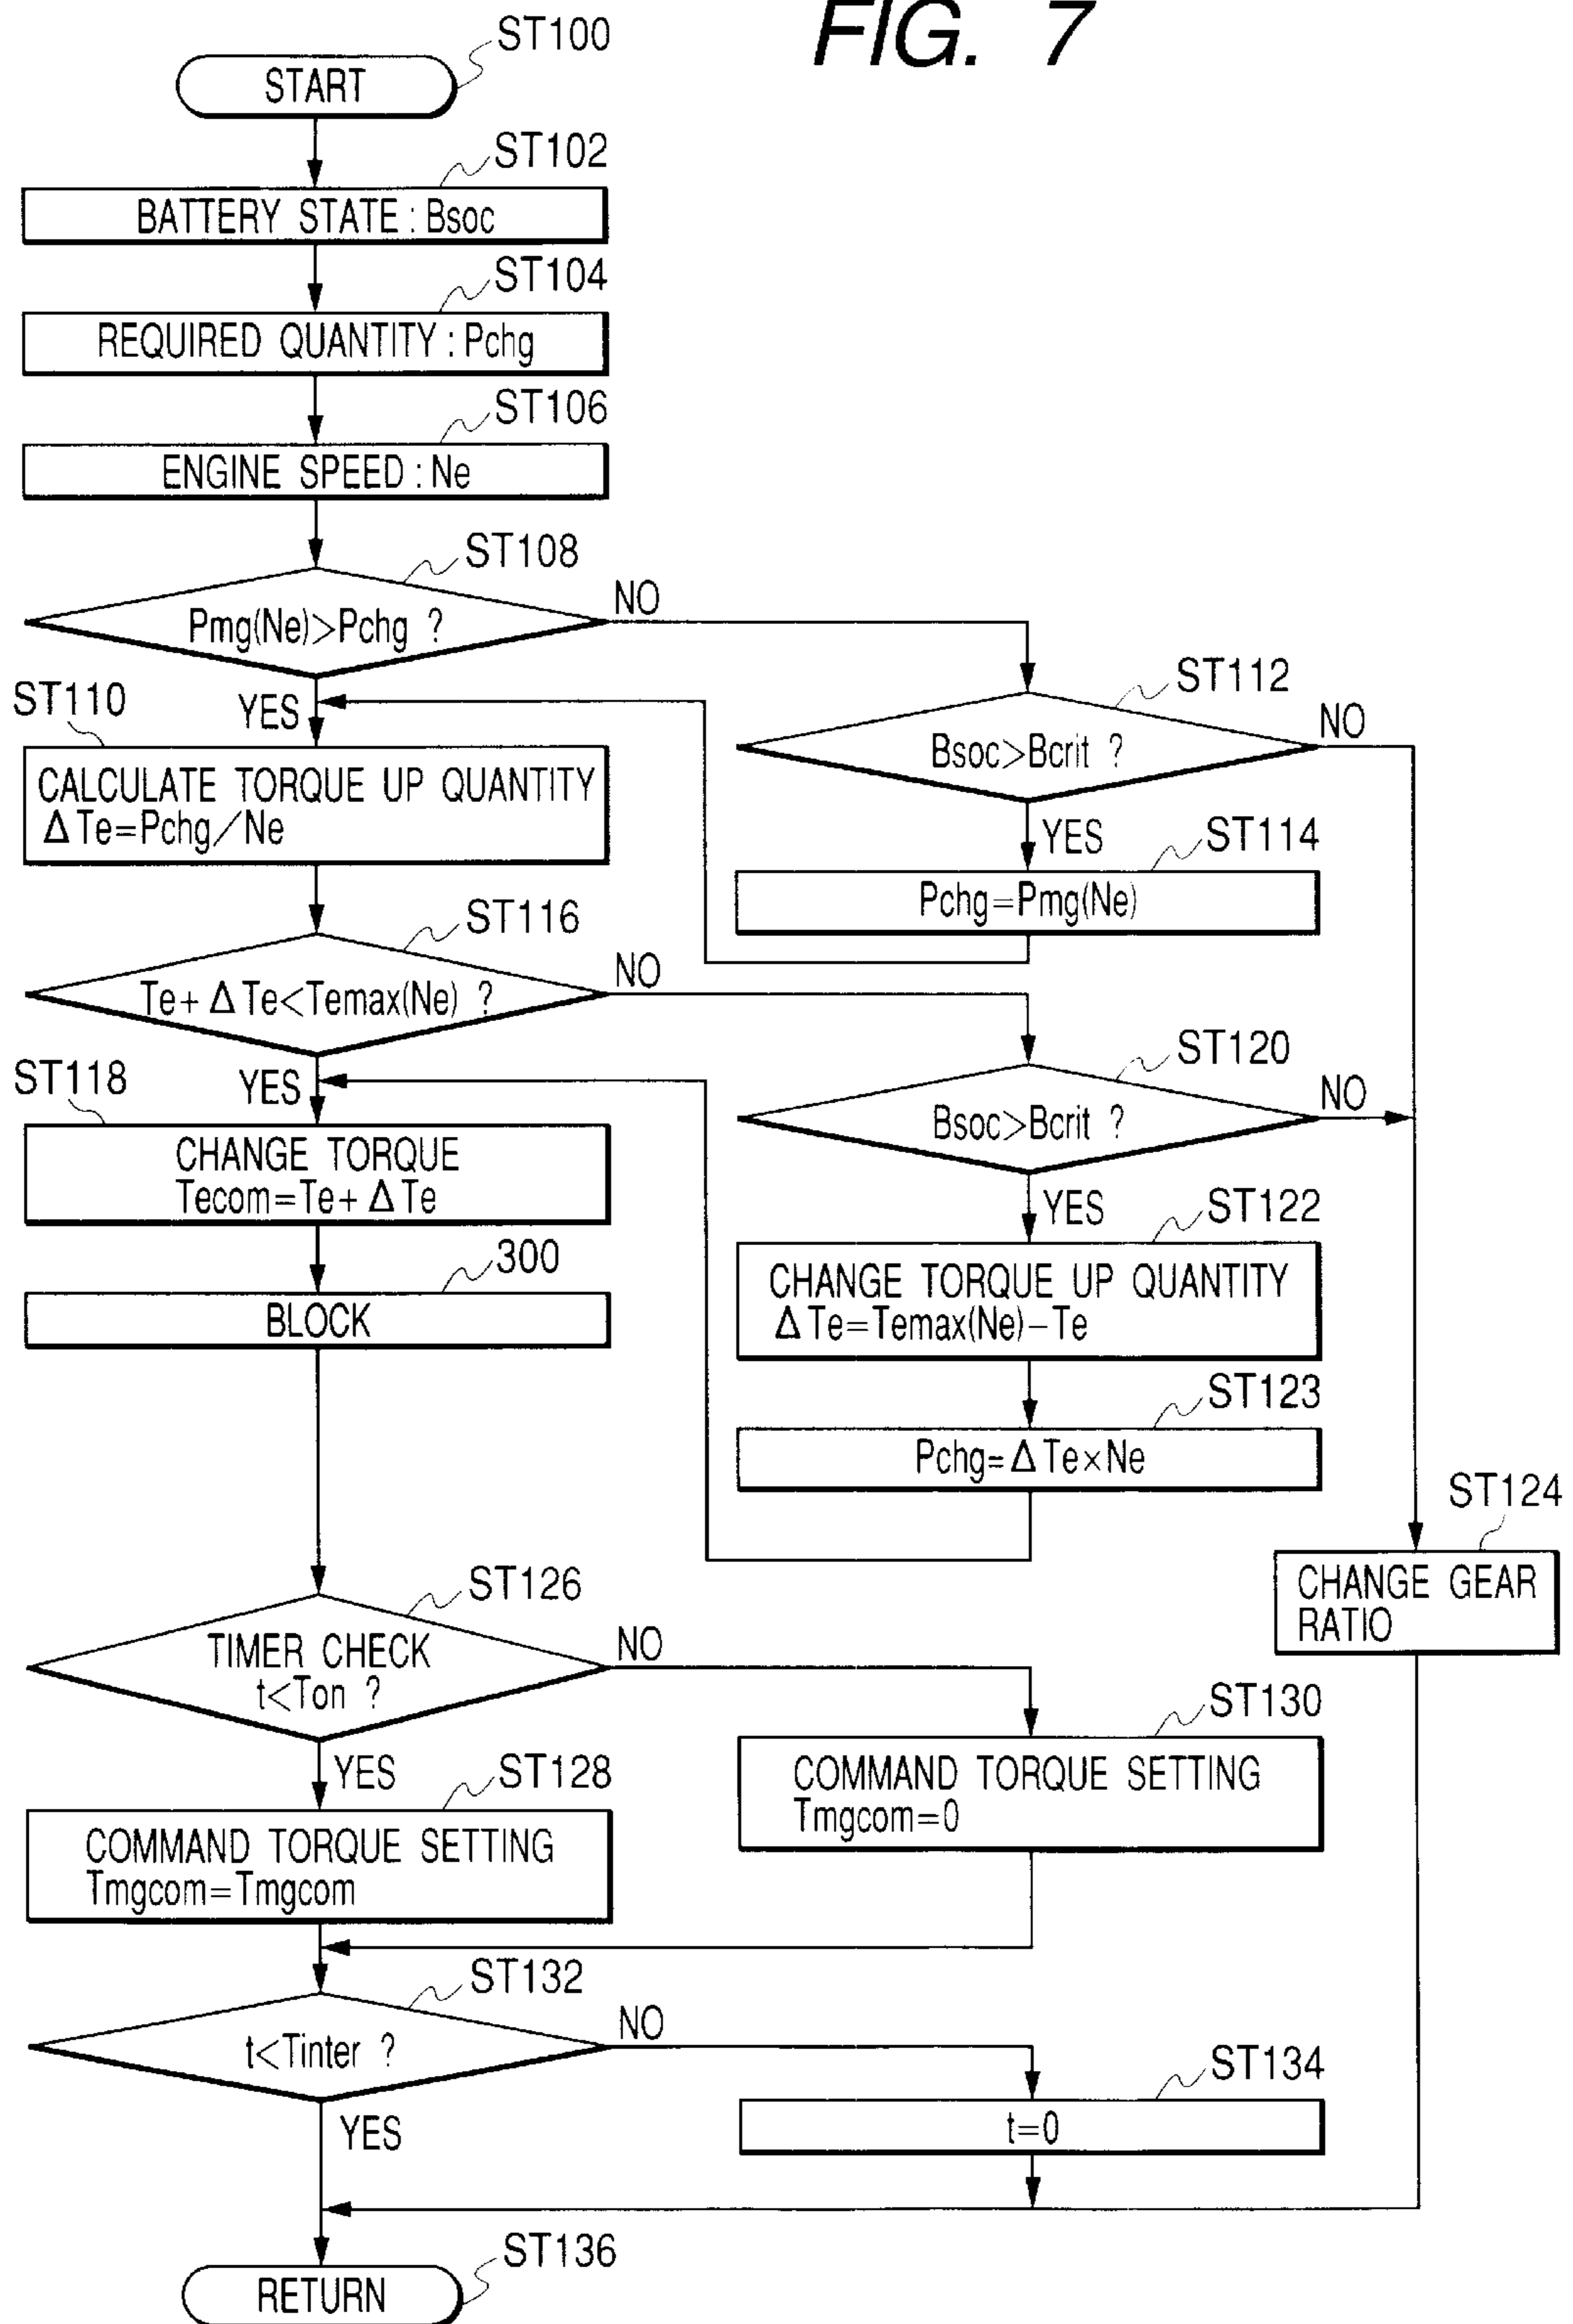 FIG. 7
ST100
START
ST102
BATTERY STATE : Bsoc
ST104
REQUIRED QUANTITY : Pchg
ST106
ENGINE SPEED : Ne
ST108
Pmg(Ne)>Pchg ?
NO
YES
ST112
Bsoc>Bcrit ?
NO
YES
ST110
CALCULATE TORQUE UP QUANTITY
ΔTe=Pchg/Ne
ST114
Pchg=Pmg(Ne)
ST116
Te+ΔTe<Temax(Ne) ?
NO
YES
ST120
Bsoc>Bcrit ?
NO
YES
ST118
CHANGE TORQUE
Tecom=Te+ΔTe
300
BLOCK
ST122
CHANGE TORQUE UP QUANTITY
ΔTe=Temax(Ne)−Te
ST123
Pchg=ΔTe×Ne
ST124
CHANGE GEAR
RATIO
ST126
TIMER CHECK
t<Ton ?
NO
YES
ST130
COMMAND TORQUE SETTING
Tmgcom=0
ST128
COMMAND TORQUE SETTING
Tmgcom=Tmgcom
ST132
t<Tinter ?
NO
YES
ST134
t=0
ST136
RETURN